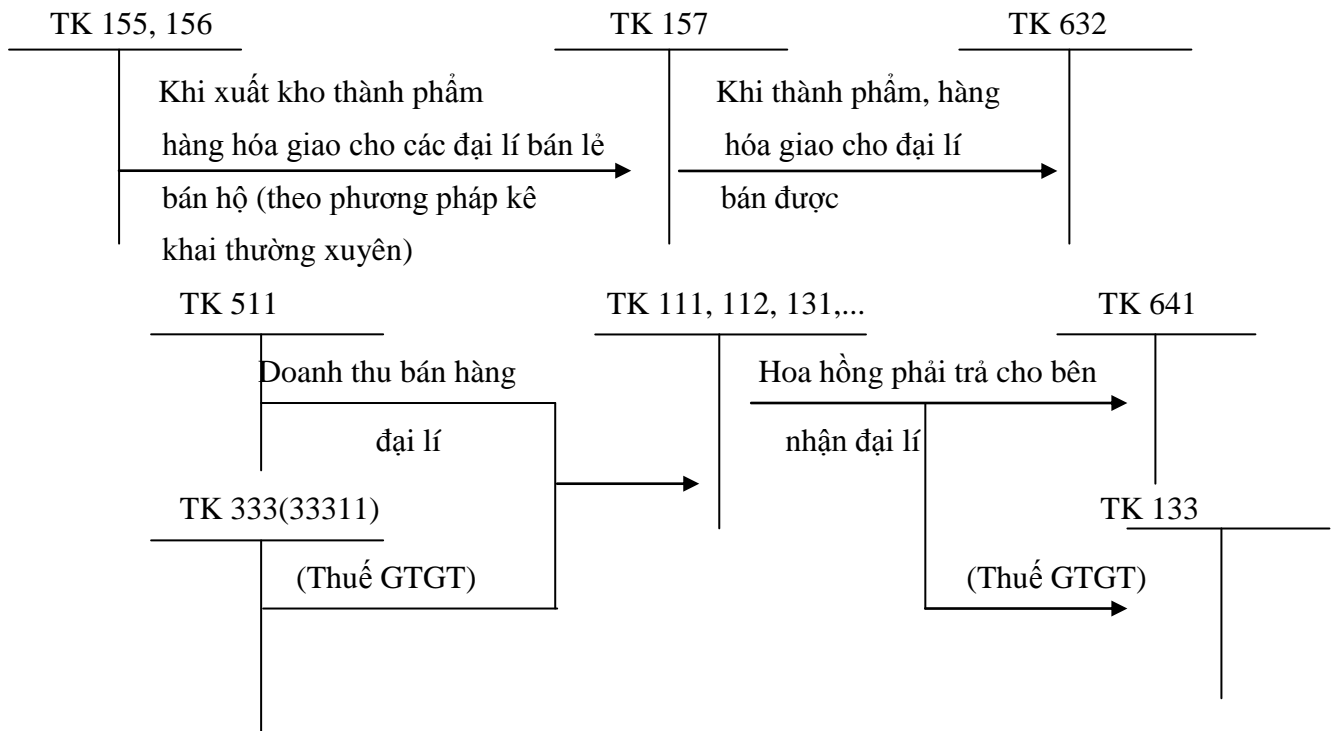 TK 155, 156
TK 157
TK 632
Khi xuất kho thành phẩm
hàng hóa giao cho các đại lí bán lẻ
bán hộ (theo phương pháp kê
khai thường xuyên)
Khi thành phẩm, hàng
hóa giao cho đại lí
bán được
TK 511
TK 111, 112, 131,...
TK 641
Doanh thu bán hàng
đại lí
Hoa hồng phải trả cho bên
nhận đại lí
TK 333(33311)
TK 133
(Thuế GTGT)
(Thuế GTGT)